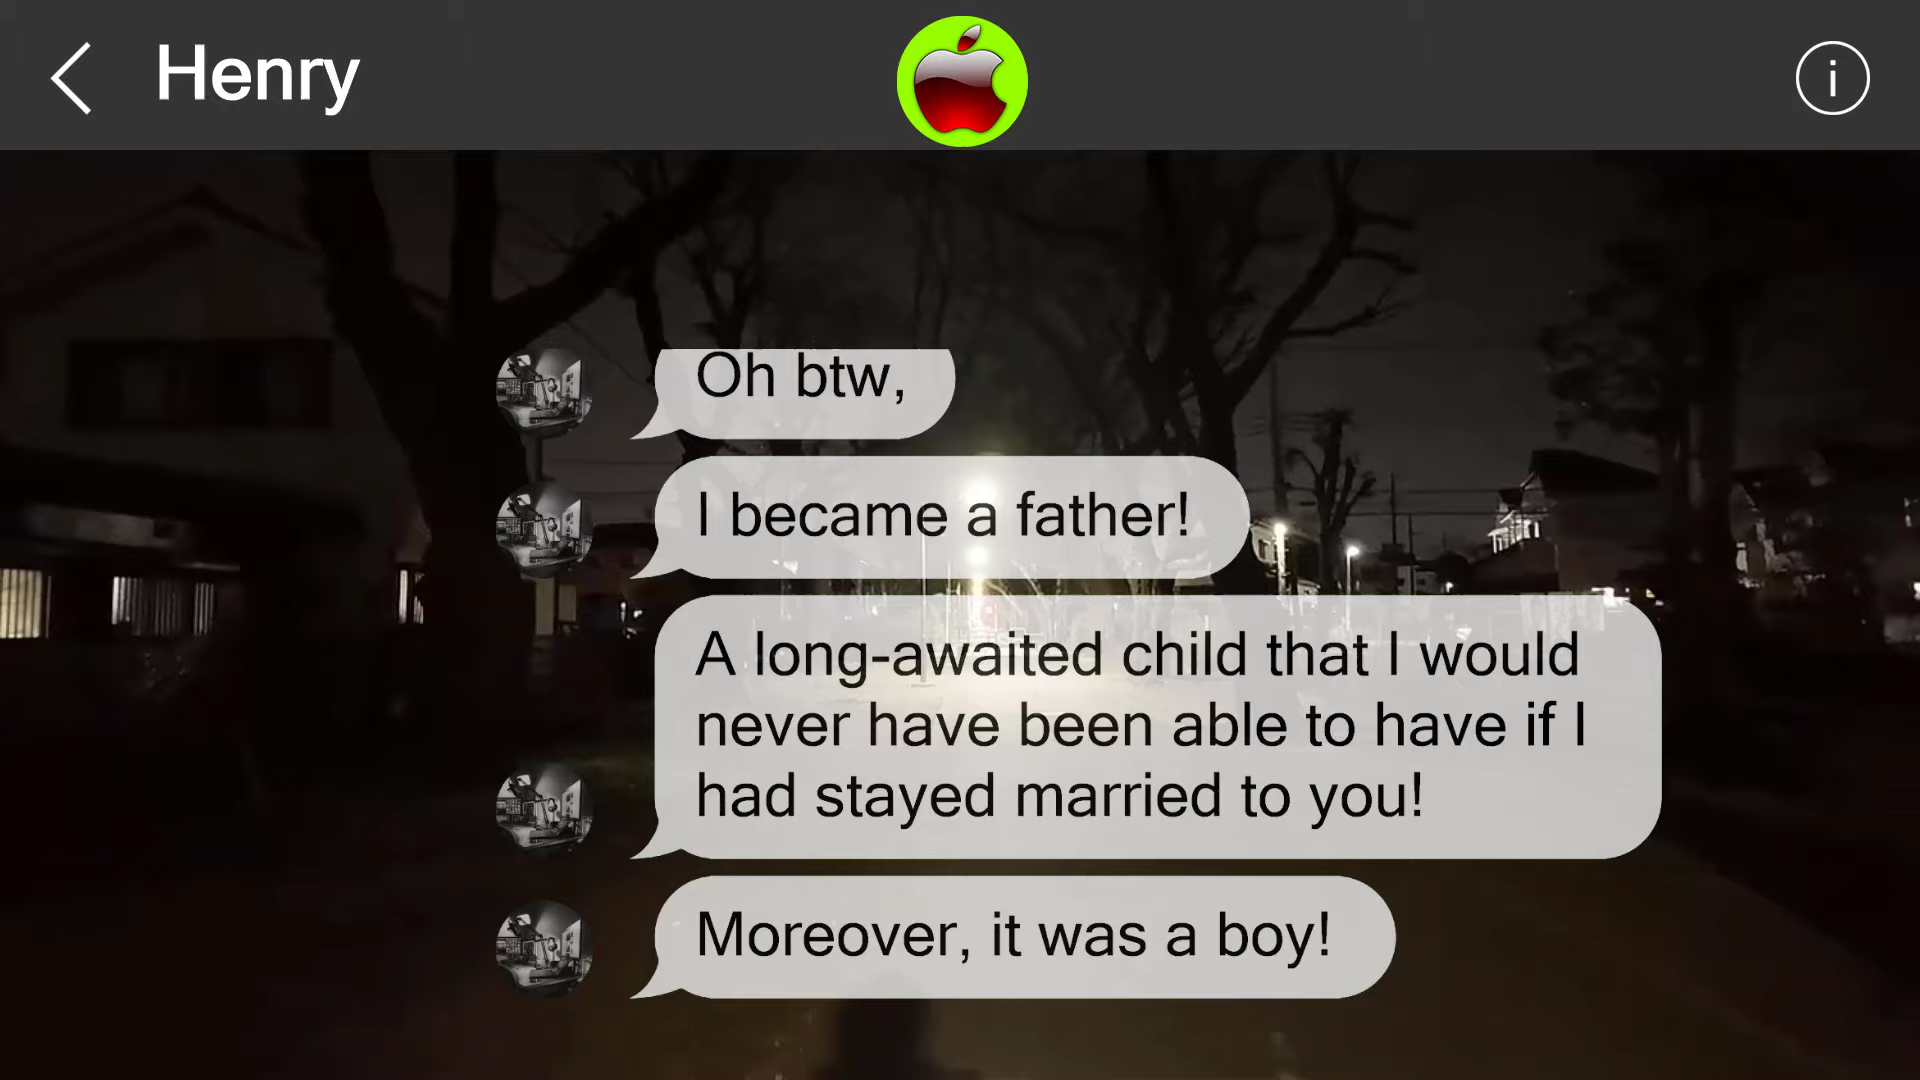 Henry
Oh btw,
I became a father!
A long-awaited child that I would
never have been able to have if I
had stayed married to you!
Moreover, it was a boy!